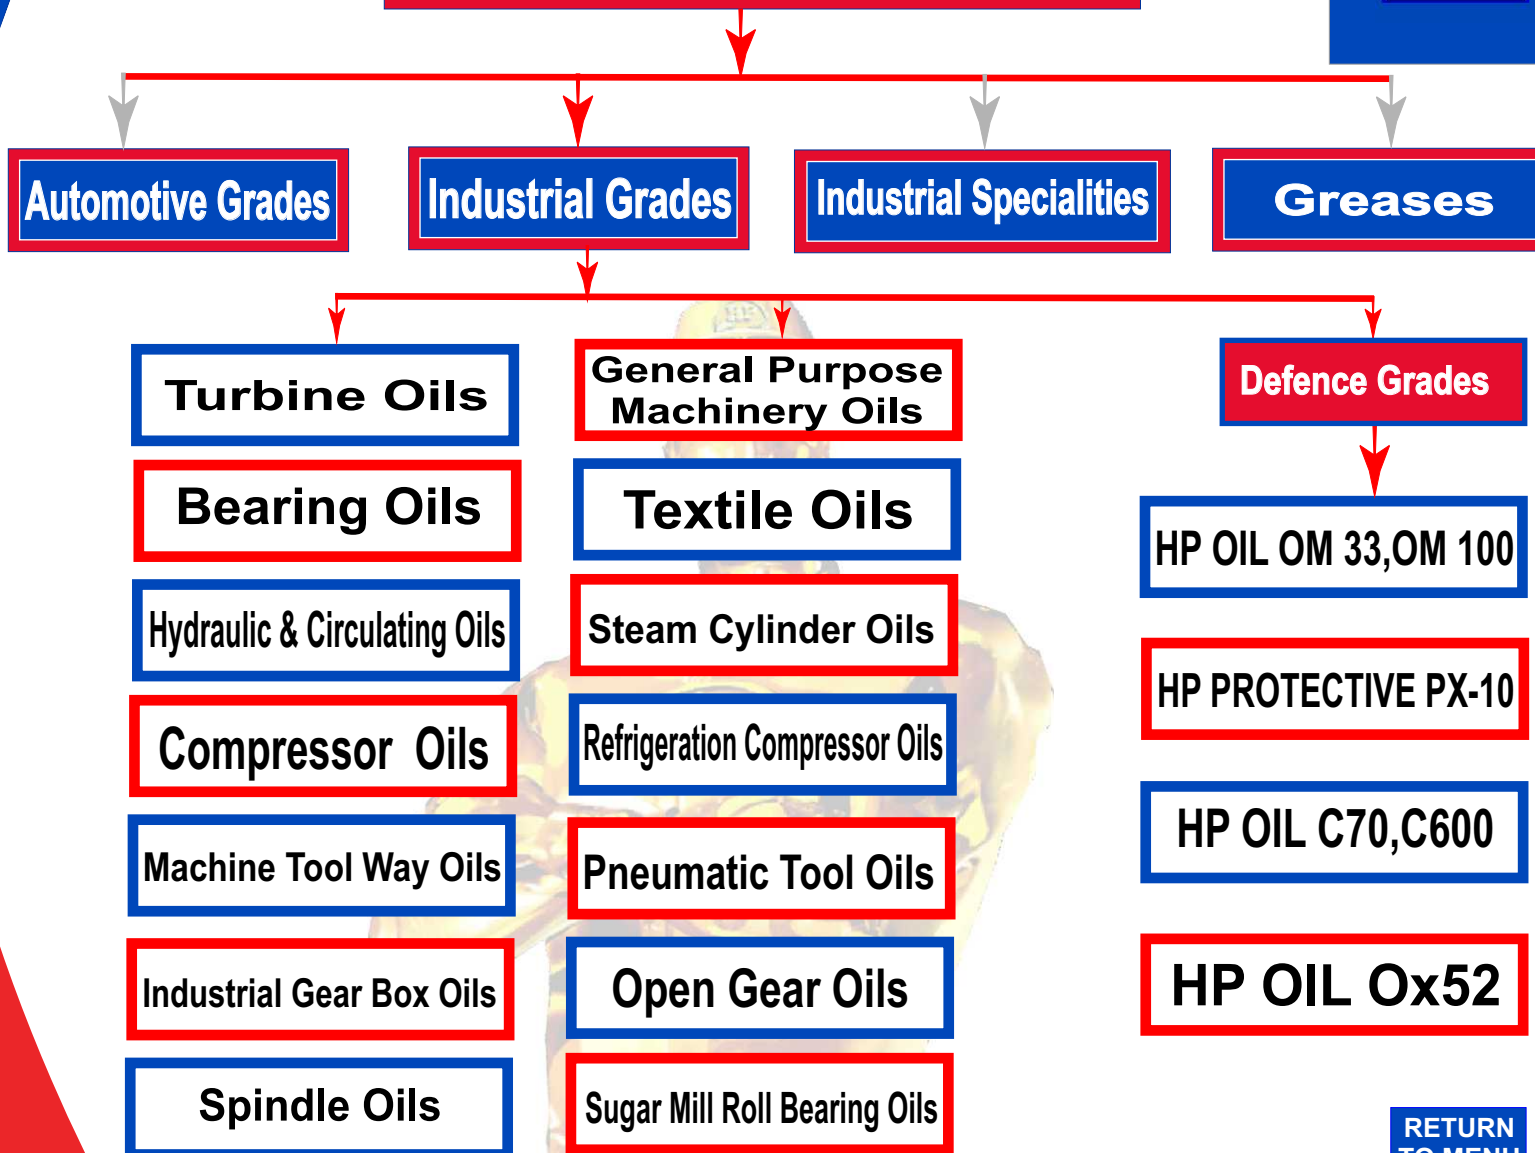 Automotive Grades
Industrial Grades
Industrial Specialities
Greases
Turbine Oils
Bearing Oils
Hydraulic & Circulating Oils
Compressor Oils
Machine Tool Way Oils
Industrial Gear Box Oils
Spindle Oils
General Purpose
Machinery Oils
Textile Oils
Steam Cylinder Oils
Refrigeration Compressor Oils
Pneumatic Tool Oils
Open Gear Oils
Sugar Mill Roll Bearing Oils
Defence Grades
HP OIL OM 33,OM 100
HP PROTECTIVE PX-10
HP OIL C70,C600
HP OIL Ox52
HP
RETURN
TO MENU